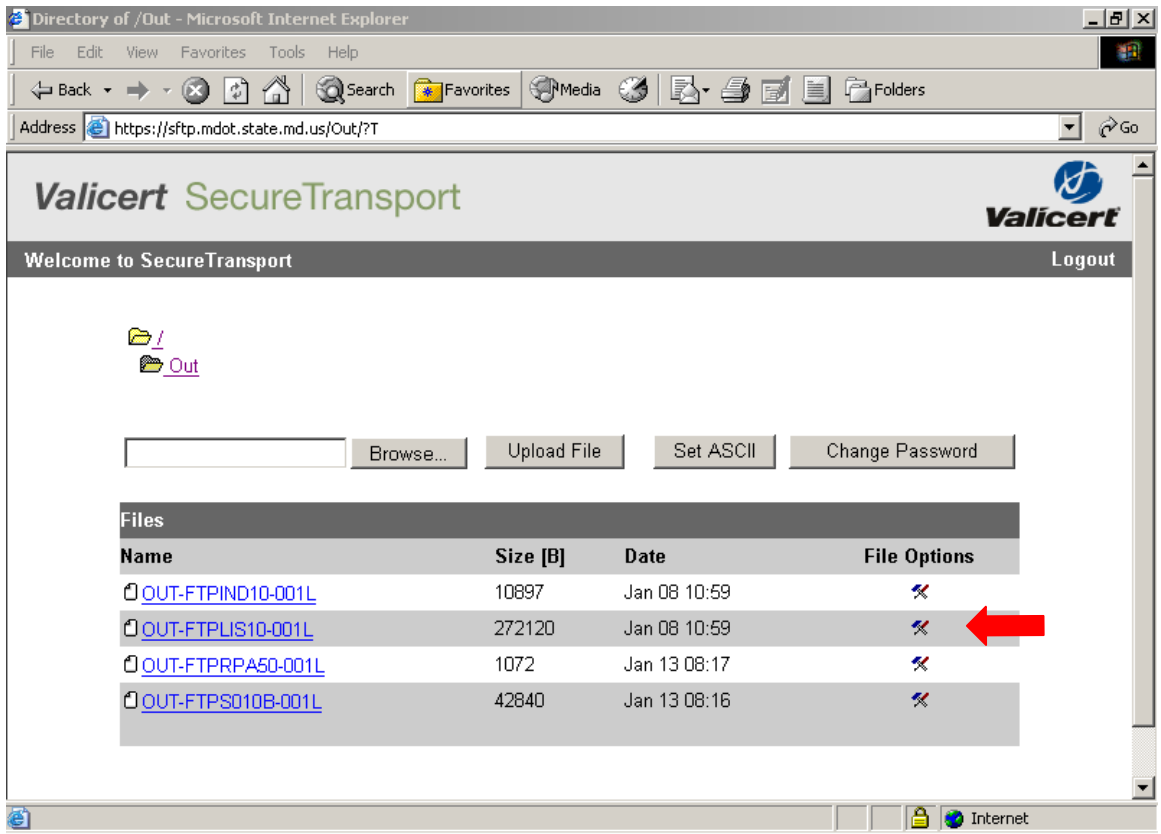 Directory of /Out - Microsoft Internet Explorer
File Edit View Favorites Tools Help
Back Search Favorites Media Folders
Address https://sftp.mdot.state.md.us/Out/?T Go
Valicert SecureTransport
Valicert
Welcome to SecureTransport Logout
/
Out
Browse... Upload File Set ASCII Change Password
Files
Name Size [B] Date File Options
OUT-FTPIND10-001L 10897 Jan 08 10:59
OUT-FTPLIS10-001L 272120 Jan 08 10:59
OUT-FTPRPA50-001L 1072 Jan 13 08:17
OUT-FTPS010B-001L 42840 Jan 13 08:16
Internet